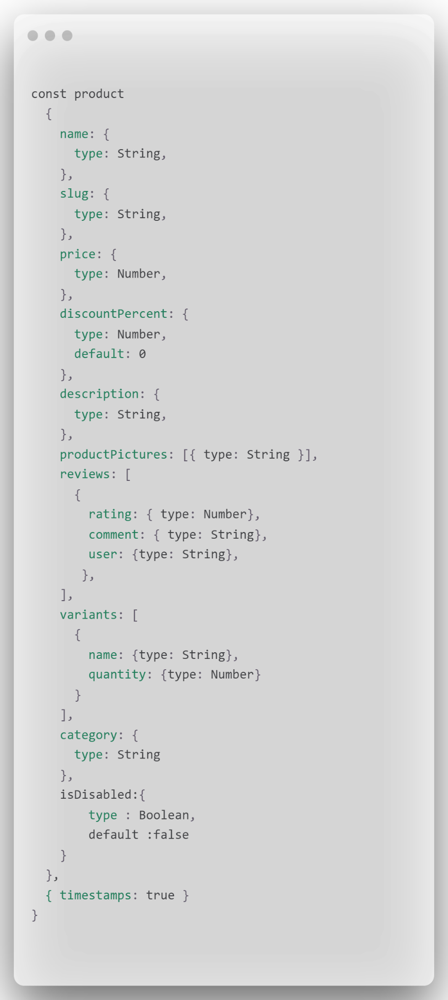 const product
  {
    name: {
      type: String,
    },
    slug: {
      type: String,
    },
    price: {
      type: Number,
    },
    discountPercent: {
      type: Number,
      default: 0
    },
    description: {
      type: String,
    },
    productPictures: [{ type: String }],
    reviews: [
      {
        rating: { type: Number},
        comment: { type: String},
        user: {type: String},
       },
    ],
    variants: [
      {
        name: {type: String},
        quantity: {type: Number}
      }
    ],
    category: {
      type: String
    },
    isDisabled:{
        type : Boolean,
        default :false
    }
  },
  { timestamps: true }
}